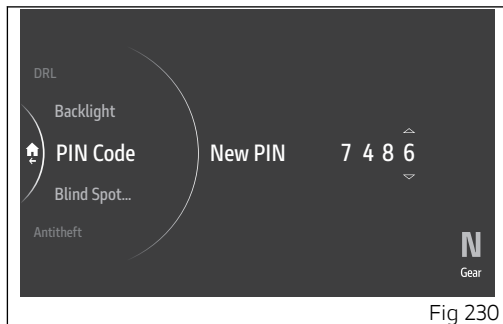 DRL
Backlight
PIN Code New PIN 7 4 8 6
Blind Spot...
Antitheft
N
Gear
Fig 230